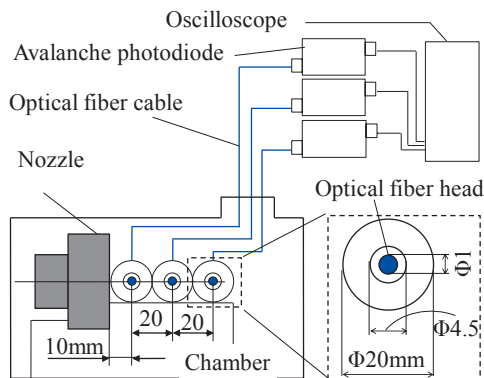 Oscilloscope
Avalanche photodiode
Optical fiber cable
Nozzle
Optical fiber head
Φ1
20
20
Φ4.5
10mm
Chamber
Φ20mm